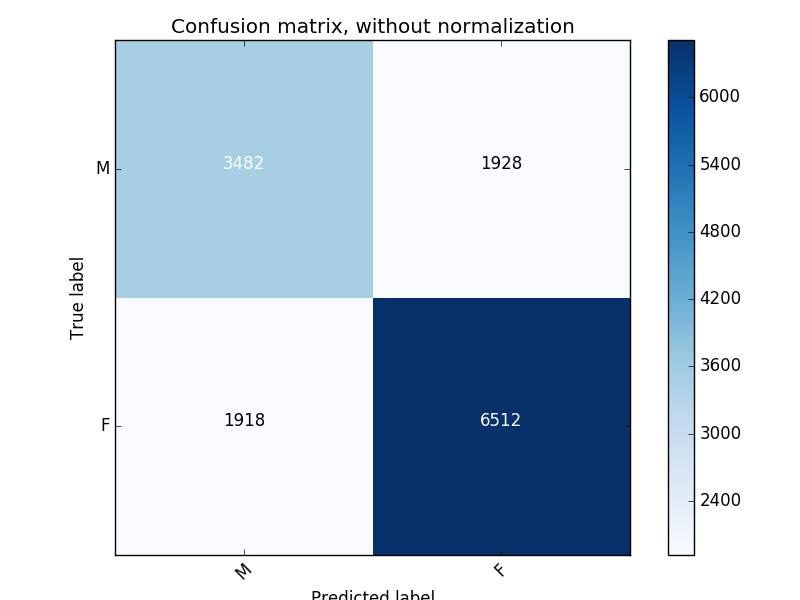 Confusion matrix, without normalization
True label
M
3482
1928
F
1918
6512
M
F
Predicted label
6000
5400
4800
4200
3600
3000
2400